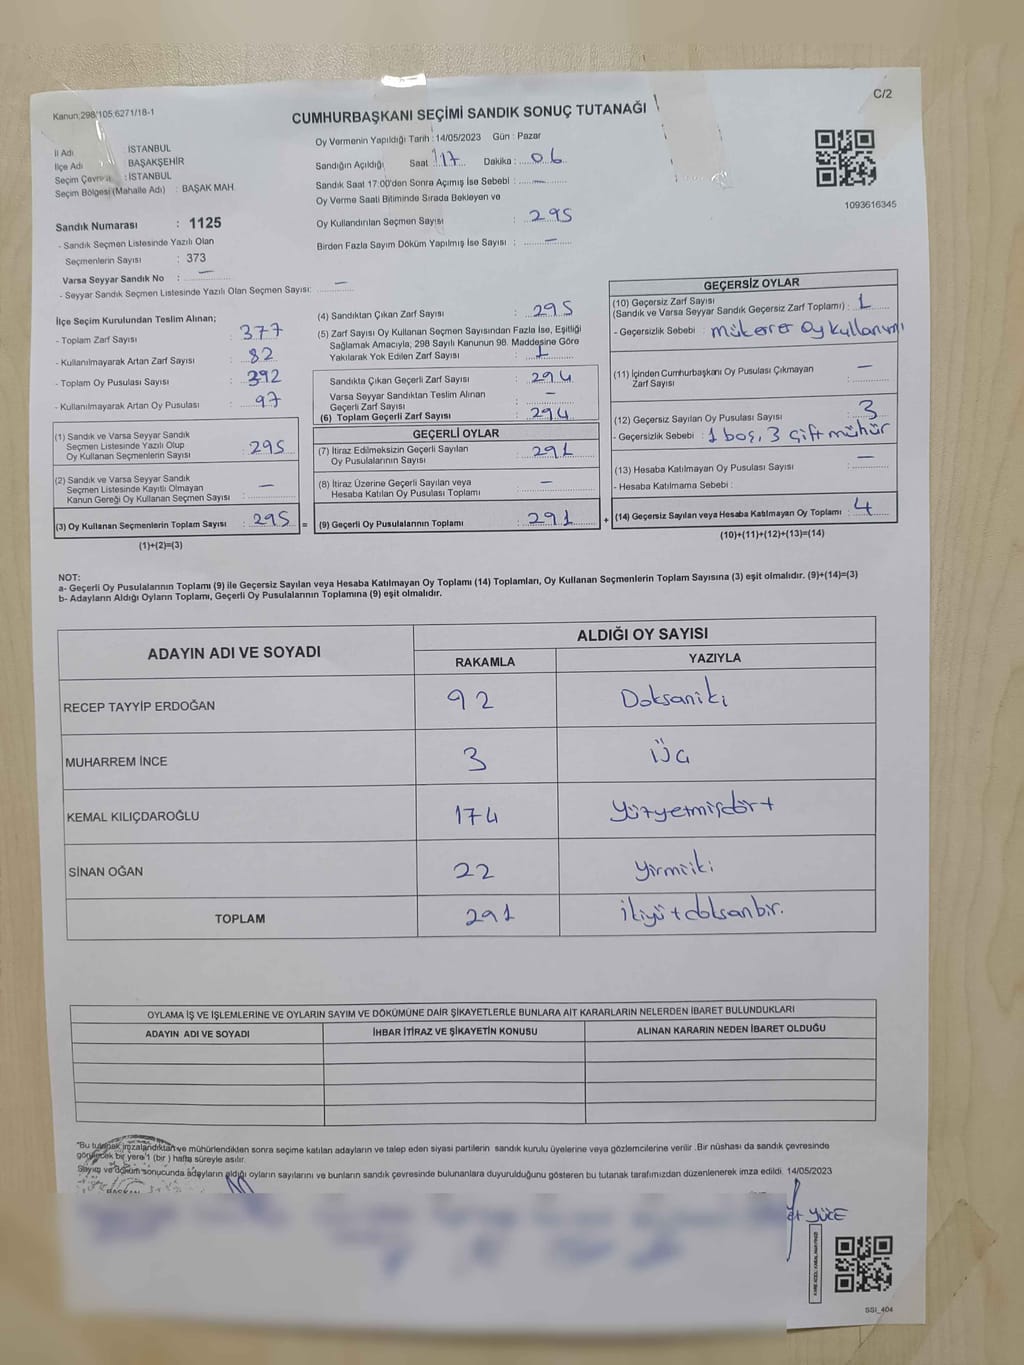 Kanun:298/105,6271/18-1
C/2
CUMHURBAŞKANI SEÇİMİ SANDIK SONUÇ TUTANAĞI
İl Adı İSTANBUL
İlçe Adı BAŞAKŞEHİR
Seçim Çevresi : İSTANBUL
Seçim Bölgesi (Mahalle Adı) : BAŞAK MAH.
Sandık Numarası : 1125
- Sandık Seçmen Listesinde Yazılı Olan
Seçmenlerin Sayısı : 373
Varsa Seyyar Sandık No : —
- Seyyar Sandık Seçmen Listesinde Yazılı Olan Seçmen Sayısı: —
Oy Vermenin Yapıldığı Tarih : 14/05/2023 Gün : Pazar
Sandığın Açıldığı Saat : 17 Dakika : 06
Sandık Saat 17:00'den Sonra Açımış İse Sebebi : —
Oy Verme Saati Bitiminde Sırada Bekleyen ve
Oy Kullandırılan Seçmen Sayısı : 295
Birden Fazla Sayım Döküm Yapılmış İse Sayısı : —
1093616345
İlçe Seçim Kurulundan Teslim Alınan;
- Toplam Zarf Sayısı : 377
- Kullanılmayarak Artan Zarf Sayısı : 82
- Toplam Oy Pusulası Sayısı : 392
- Kullanılmayarak Artan Oy Pusulası : 97
(1) Sandık ve Varsa Seyyar Sandık
Seçmen Listesinde Yazılı Olup
Oy Kullanan Seçmenlerin Sayısı : 295
(2) Sandık ve Varsa Seyyar Sandık
Seçmen Listesinde Kayıtlı Olmayan
Kanun Gereği Oy Kullanan Seçmen Sayısı : —
(3) Oy Kullanan Seçmenlerin Toplam Sayısı : 295
(1)+(2)=(3)
=
(4) Sandıktan Çıkan Zarf Sayısı : 295
(5) Zarf Sayısı Oy Kullanan Seçmen Sayısından Fazla İse, Eşitliği
Sağlamak Amacıyla; 298 Sayılı Kanunun 98. Maddesine Göre
Yakılarak Yok Edilen Zarf Sayısı : 1
Sandıkta Çıkan Geçerli Zarf Sayısı : 294
Varsa Seyyar Sandıktan Teslim Alınan
Geçerli Zarf Sayısı : —
(6) Toplam Geçerli Zarf Sayısı : 294
GEÇERLİ OYLAR
(7) İtiraz Edilmeksizin Geçerli Sayılan
Oy Pusulalarının Sayısı : 291
(8) İtiraz Üzerine Geçerli Sayılan veya
Hesaba Katılan Oy Pusulası Toplamı : —
(9) Geçerli Oy Pusulalarının Toplamı : 291
+
GEÇERSİZ OYLAR
(10) Geçersiz Zarf Sayısı
(Sandık ve Varsa Seyyar Sandık Geçersiz Zarf Toplamı) : 1
- Geçersizlik Sebebi : mükerrer oy kullanımı
(11) İçinden Cumhurbaşkanı Oy Pusulası Çıkmayan
Zarf Sayısı : —
(12) Geçersiz Sayılan Oy Pusulası Sayısı : 3
- Geçersizlik Sebebi : 1 boş, 3 çift mühür
(13) Hesaba Katılmayan Oy Pusulası Sayısı : —
- Hesaba Katılmama Sebebi :
(14) Geçersiz Sayılan veya Hesaba Katılmayan Oy Toplamı : 4
(10)+(11)+(12)+(13)=(14)
NOT:
a- Geçerli Oy Pusulalarının Toplamı (9) ile Geçersiz Sayılan veya Hesaba Katılmayan Oy Toplamı (14) Toplamları, Oy Kullanan Seçmenlerin Toplam Sayısına (3) eşit olmalıdır. (9)+(14)=(3)
b- Adayların Aldığı Oyların Toplamı, Geçerli Oy Pusulalarının Toplamına (9) eşit olmalıdır.
ADAYIN ADI VE SOYADI ALDIĞI OY SAYISI
RAKAMLA YAZIYLA
RECEP TAYYİP ERDOĞAN 92 Doksaniki
MUHARREM İNCE 3 Üç
KEMAL KILIÇDAROĞLU 174 Yüzyetmişdört
SİNAN OĞAN 22 yirmiiki
TOPLAM 291 ikiyüzdoksanbir.
OYLAMA İŞ VE İŞLEMLERİNE VE OYLARIN SAYIM VE DÖKÜMÜNE DAİR ŞİKAYETLERLE BUNLARA AİT KARARLARIN NELERDEN İBARET BULUNDUKLARI
ADAYIN ADI VE SOYADI İHBAR İTİRAZ VE ŞİKAYETİN KONUSU ALINAN KARARIN NEDEN İBARET OLDUĞU
"Bu tutanak imzalandıktan ve mühürlendikten sonra seçime katılan adayların ve talep eden siyasi partilerin sandık kurulu üyelerine veya gözlemcilerine verilir .Bir nüshası da sandık çevresinde
görülecek bir yere 1 (bir ) hafta süreyle asılır.
Sayım ve döküm sonucunda adayların aldığı oyların sayılarını ve bunların sandık çevresinde bulunanlara duyurulduğunu gösteren bu tutanak tarafımızdan düzenlenerek imza edildi. 14/05/2023
BAŞKAN
YÜCE
SSI_404